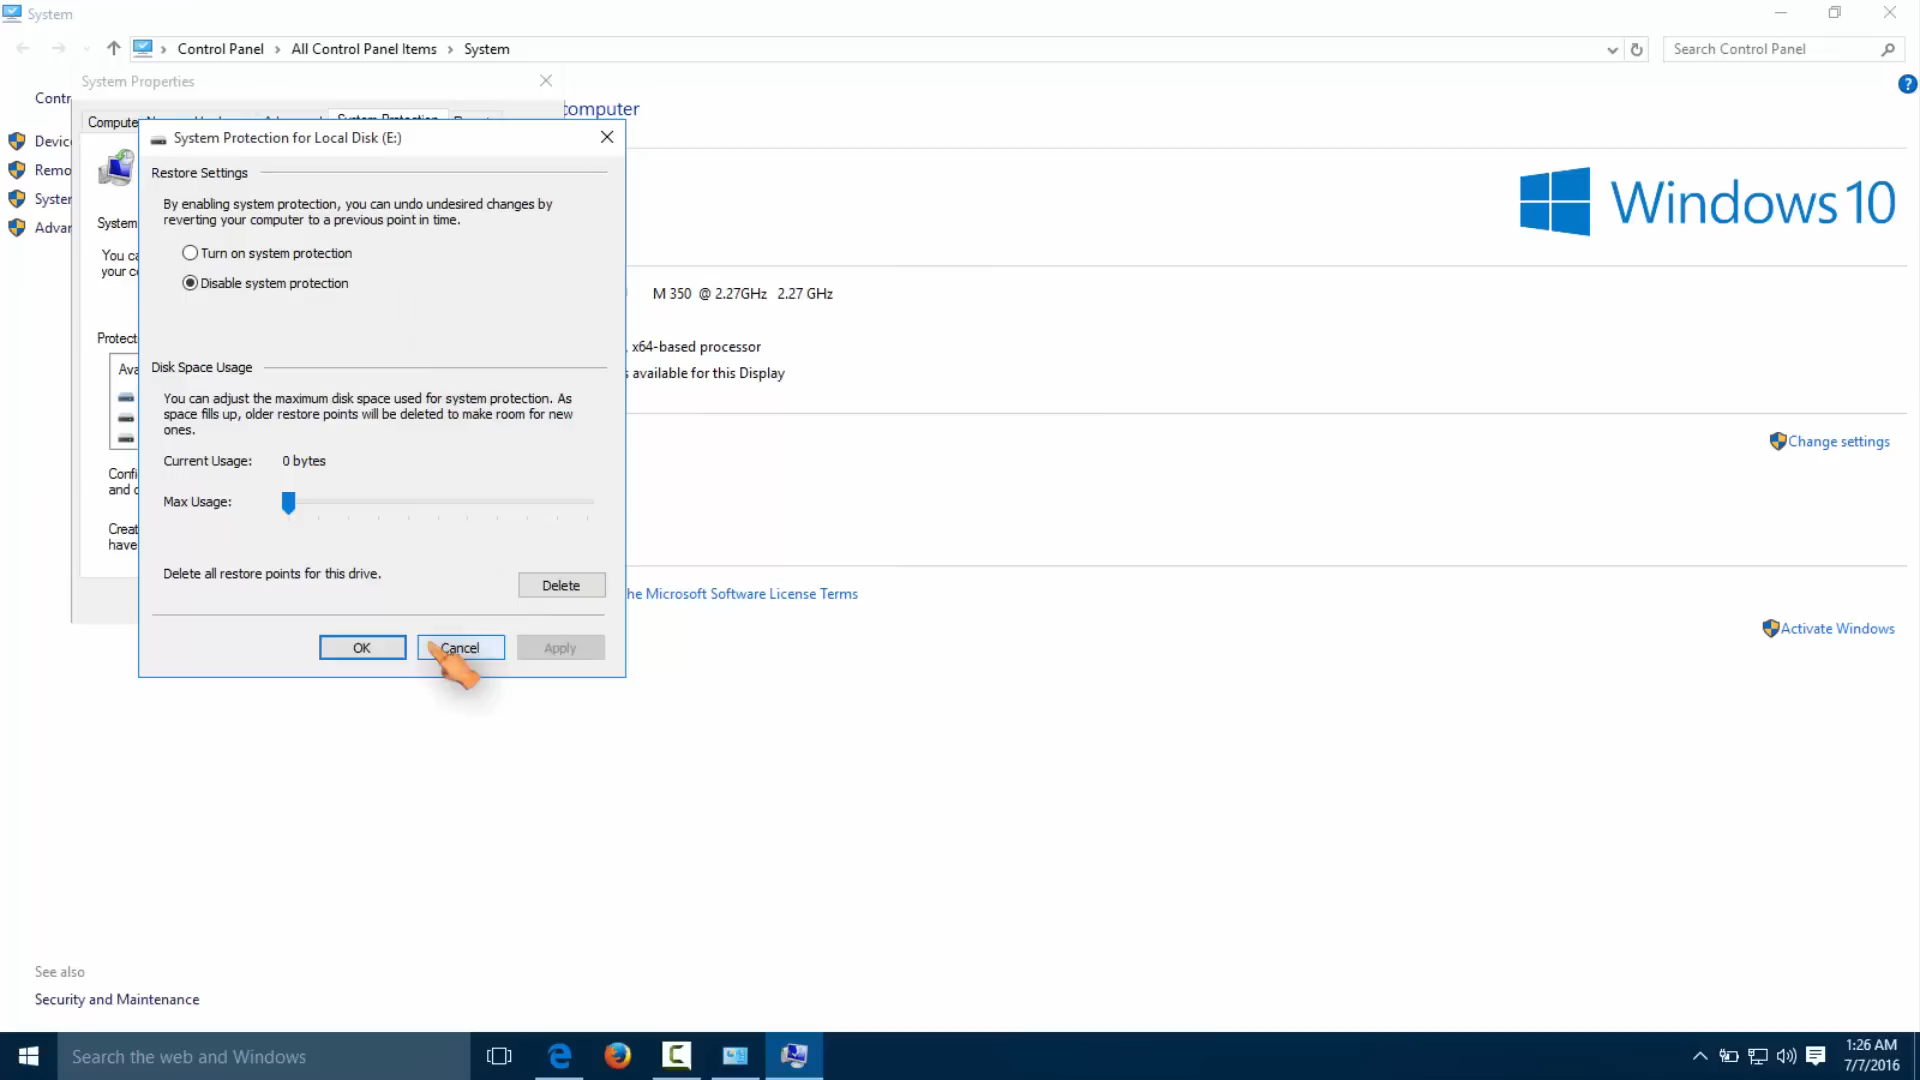 System
Control Panel
All Control Panel Items
System
Search Control Panel
System Properties
Contr
computer
Compute
System Protection
System Protection for Local Disk (E:)
Devic
Remo
Syster
Advar
Restore Settings
By enabling system protection, you can undo undesired changes by
reverting your computer to a previous point in time.
Turn on system protection
Disable system protection
System
You ca
your co
Windows 10
M 350 @ 2.27GHz 2.27 GHz
Protect
x64-based processor
Ava
Disk Space Usage
available for this Display
You can adjust the maximum disk space used for system protection. As
space fills up, older restore points will be deleted to make room for new
ones.
Change settings
Current Usage: 0 bytes
Confi
and d
Max Usage:
Creat
have
Delete all restore points for this drive.
Delete
he Microsoft Software License Terms
Activate Windows
OK
Cancel
Apply
See also
Security and Maintenance
Search the web and Windows
1:26 AM
7/7/2016